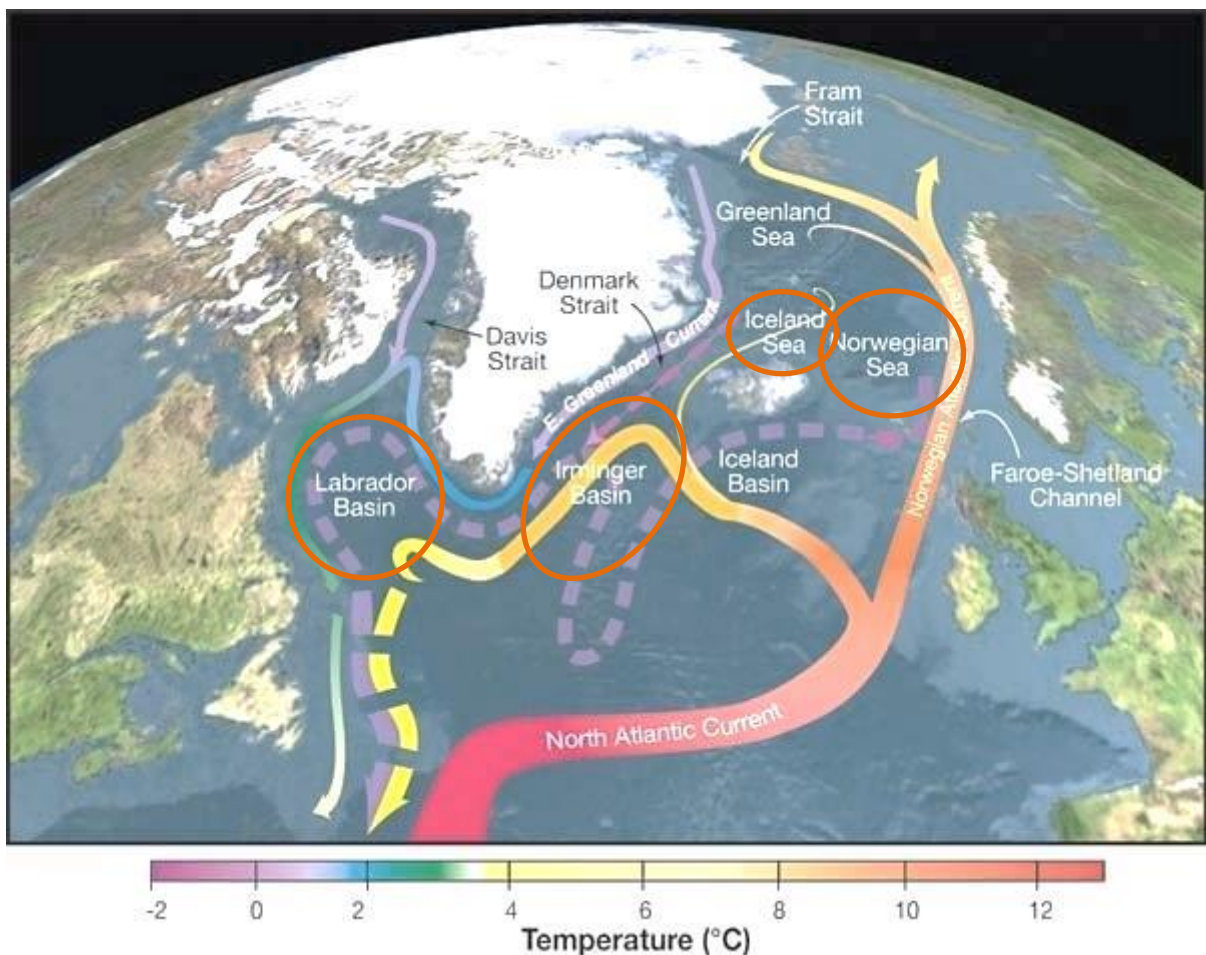 Fram
Strait
Greenland
Sea
Denmark
Strait
Davis
Strait
Iceland
Sea
Norwegian
Sea
E. Greenland Current
Labrador
Basin
Irminger
Basin
Iceland
Basin
Faroe-Shetland
Channel
North Atlantic Current
-2 0 2 4 6 8 10 12
Temperature (°C)